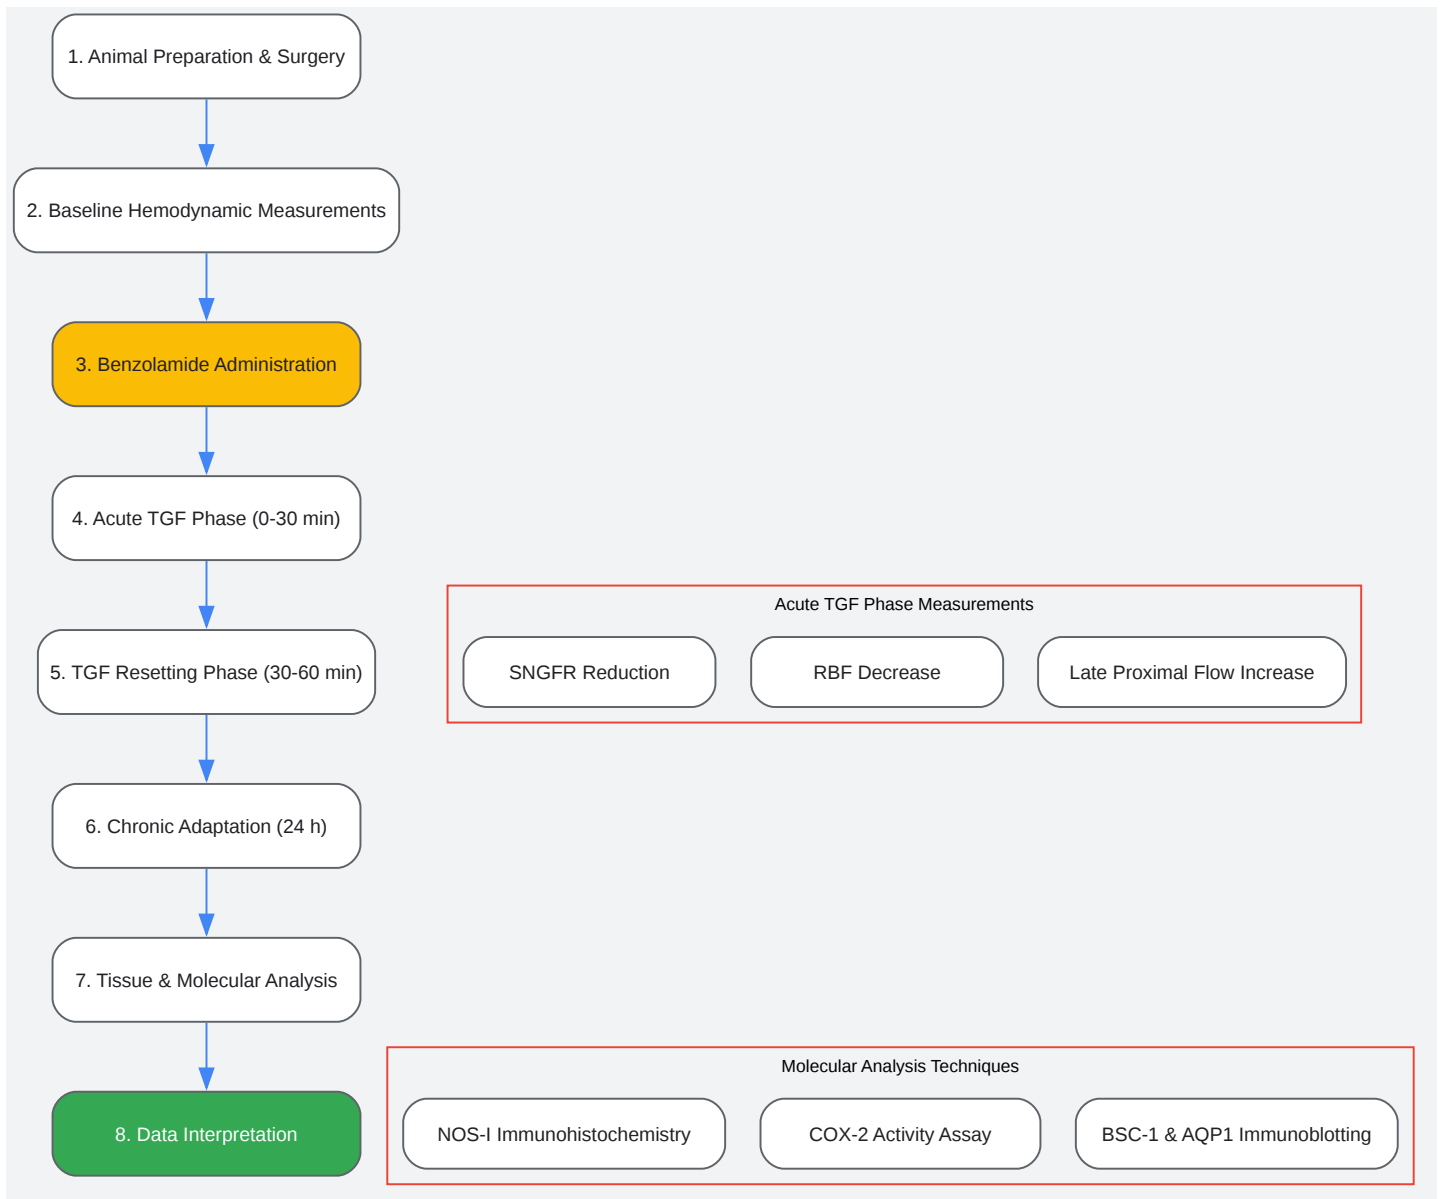 1. Animal Preparation & Surgery
2. Baseline Hemodynamic Measurements
3. Benzolamide Administration
4. Acute TGF Phase (0-30 min)
5. TGF Resetting Phase (30-60 min)
6. Chronic Adaptation (24 h)
7. Tissue & Molecular Analysis
8. Data Interpretation
Acute TGF Phase Measurements
SNGFR Reduction
RBF Decrease
Late Proximal Flow Increase
Molecular Analysis Techniques
NOS-I Immunohistochemistry
COX-2 Activity Assay
BSC-1 & AQP1 Immunoblotting